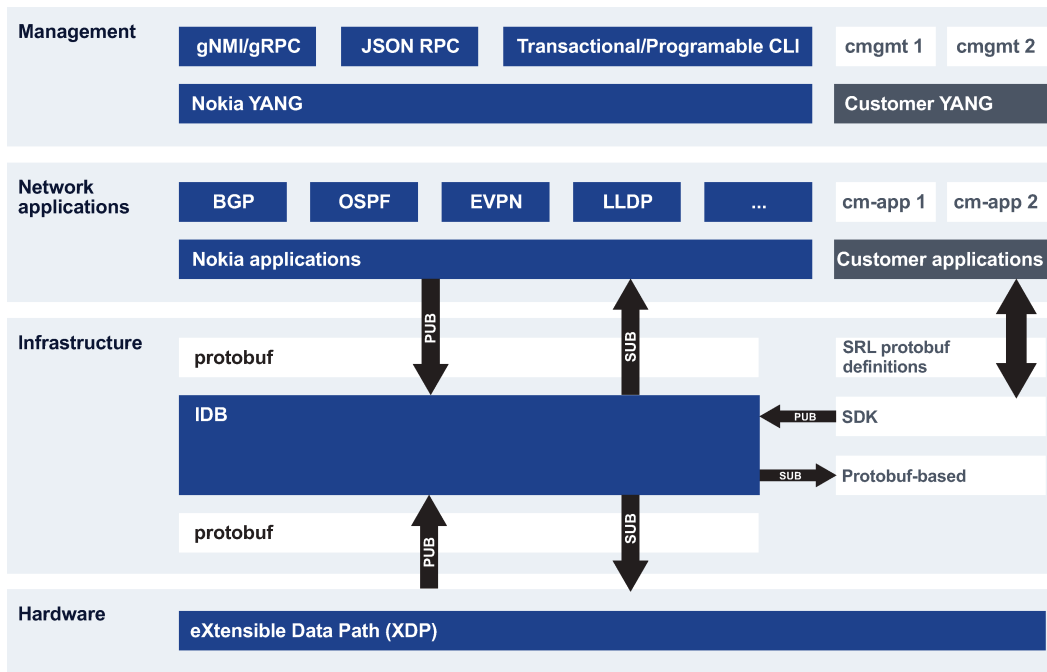 Management
gNMI/gRPC
JSON RPC
Transactional/Programable CLI
cmgmt 1
cmgmt 2
Nokia YANG
Customer YANG
Network
applications
BGP
OSPF
EVPN
LLDP
...
cm-app 1
cm-app 2
Nokia applications
Customer applications
PUB
SUB
Infrastructure
protobuf
SRL protobuf
definitions
IDB
PUB
SDK
SUB
Protobuf-based
protobuf
PUB
SUB
Hardware
eXtensible Data Path (XDP)